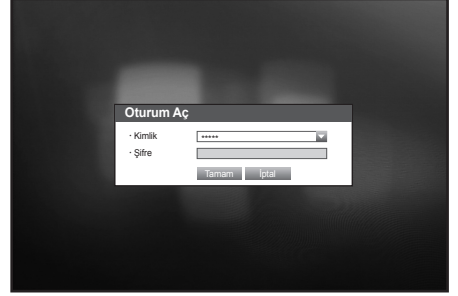 Oturum Aç
· Kimlik *****
· Şifre
Tamam İptal